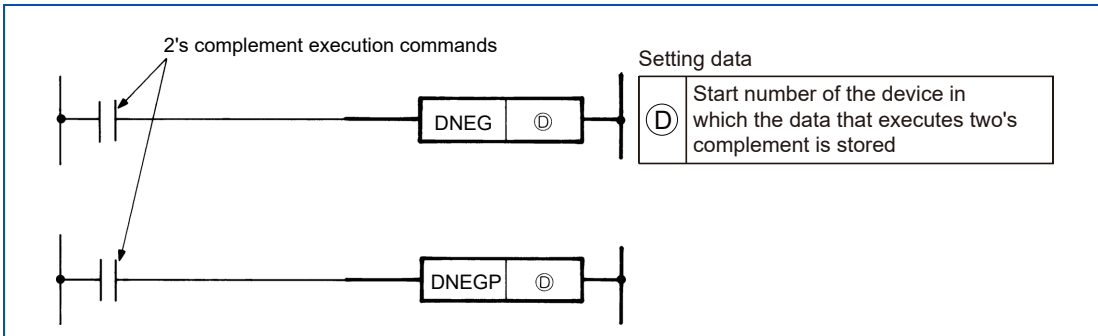 2's complement execution commands
Setting data
DNEG Ⓓ
Ⓓ Start number of the device in
which the data that executes two's
complement is stored
DNEGP Ⓓ